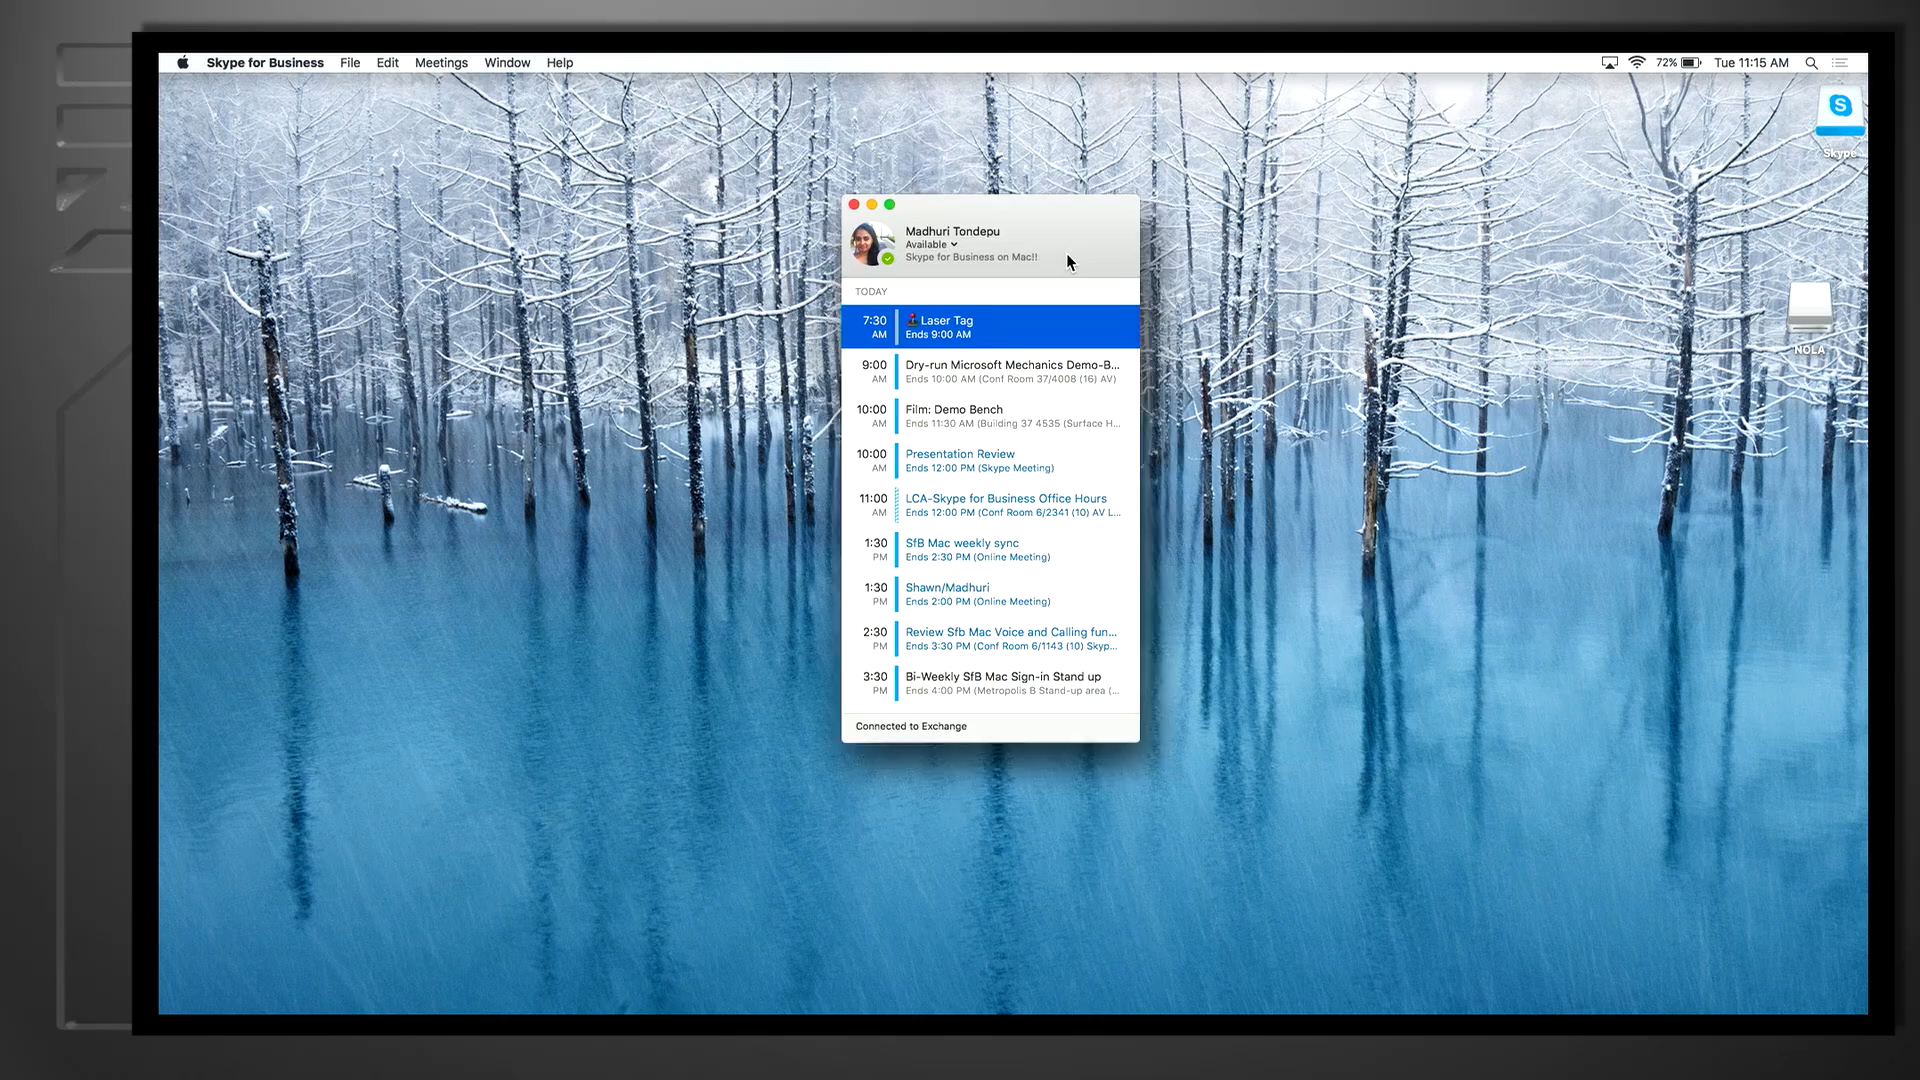 Skype for Business File Edit Meetings Window Help 72% Tue 11:15 AM
Skype
NOLA
Madhuri Tondepu
Available
Skype for Business on Mac!!
TODAY
7:30 AM Laser Tag
Ends 9:00 AM
9:00 AM Dry-run Microsoft Mechanics Demo-B...
Ends 10:00 AM (Conf Room 37/4008 (16) AV)
10:00 AM Film: Demo Bench
Ends 11:30 AM (Building 37 4535 (Surface H...
10:00 AM Presentation Review
Ends 12:00 PM (Skype Meeting)
11:00 AM LCA-Skype for Business Office Hours
Ends 12:00 PM (Conf Room 6/2341 (10) AV L...
1:30 PM SfB Mac weekly sync
Ends 2:30 PM (Online Meeting)
1:30 PM Shawn/Madhuri
Ends 2:00 PM (Online Meeting)
2:30 PM Review Sfb Mac Voice and Calling fun...
Ends 3:30 PM (Conf Room 6/1143 (10) Skyp...
3:30 PM Bi-Weekly SfB Mac Sign-in Stand up
Ends 4:00 PM (Metropolis B Stand-up area (...
Connected to Exchange